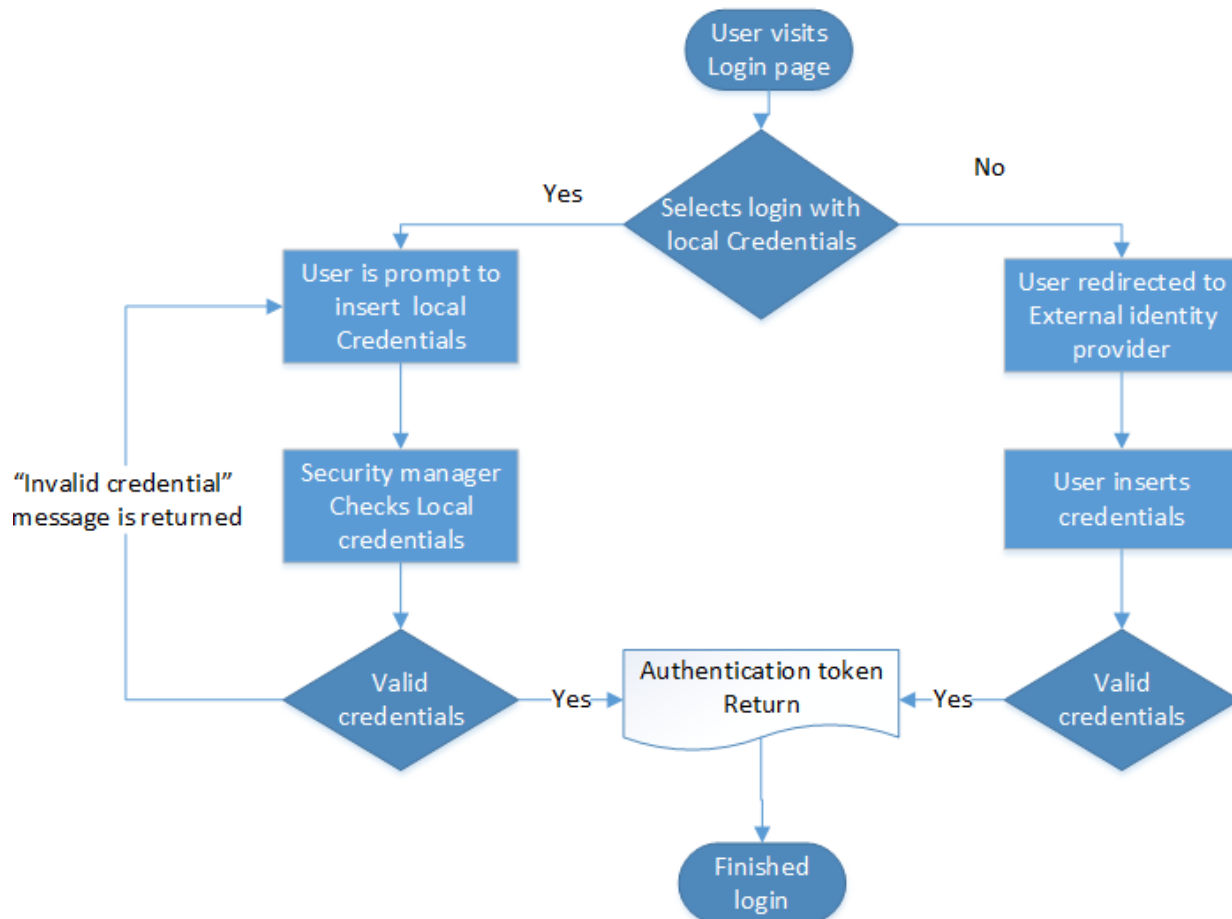 User visits
Login page
No
Yes
Selects login with
local Credentials
User is prompt to
insert local
Credentials
User redirected to
External identity
provider
Security manager
Checks Local
credentials
User inserts
credentials
“Invalid credential”
message is returned
Valid
credentials
Yes
Authentication token
Return
Yes
Valid
credentials
Finished
login